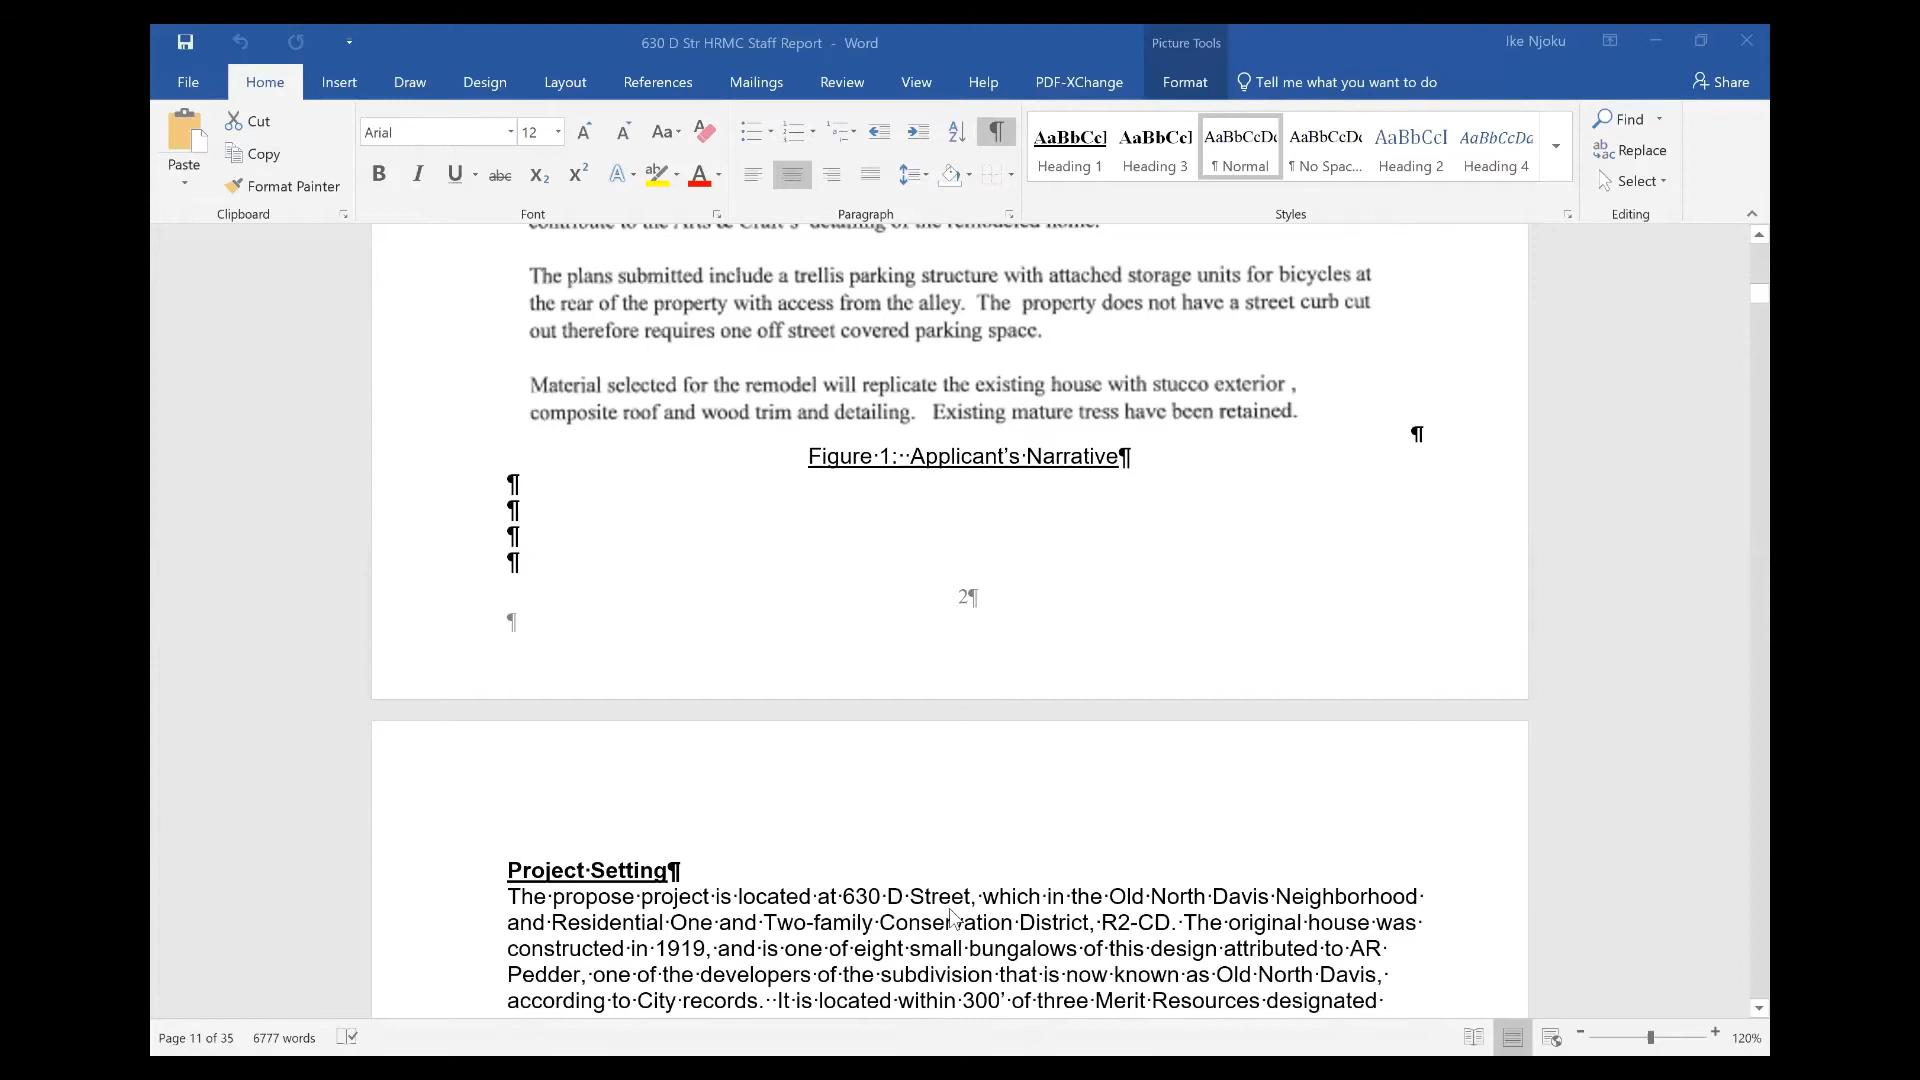 630 D Str HRMC Staff Report - Word
Picture Tools
Ike Njoku
File Home Insert Draw Design Layout References Mailings Review View Help PDF-XChange Format Tell me what you want to do Share
Paste
Cut
Copy
Format Painter
Clipboard
Arial 12
Font
Paragraph
AaBbCcI AaBbCcI AaBbCcDc AaBbCcDc AaBbCcI AaBbCcDa
Heading 1 Heading 3 ¶ Normal ¶ No Spac... Heading 2 Heading 4
Styles
Find
Replace
Select
Editing
contribute to the Arts & Craft's detailing of the remodeled home.
The plans submitted include a trellis parking structure with attached storage units for bicycles at
the rear of the property with access from the alley. The property does not have a street curb cut
out therefore requires one off street covered parking space.
Material selected for the remodel will replicate the existing house with stucco exterior ,
composite roof and wood trim and detailing. Existing mature tress have been retained.
¶
Figure·1:··Applicant's·Narrative¶
¶
¶
¶
¶
2¶
¶
Project·Setting¶
The·propose·project·is·located·at·630·D·Street,·which·in·the·Old·North·Davis·Neighborhood·
and·Residential·One·and·Two-family·Conservation·District,·R2-CD.·The·original·house·was·
constructed·in·1919,·and·is·one·of·eight·small·bungalows·of·this·design·attributed·to·AR·
Pedder,·one·of·the·developers·of·the·subdivision·that·is·now·known·as·Old·North·Davis,·
according·to·City·records.··It·is·located·within·300'·of·three·Merit·Resources·designated·
Page 11 of 35 6777 words 120%